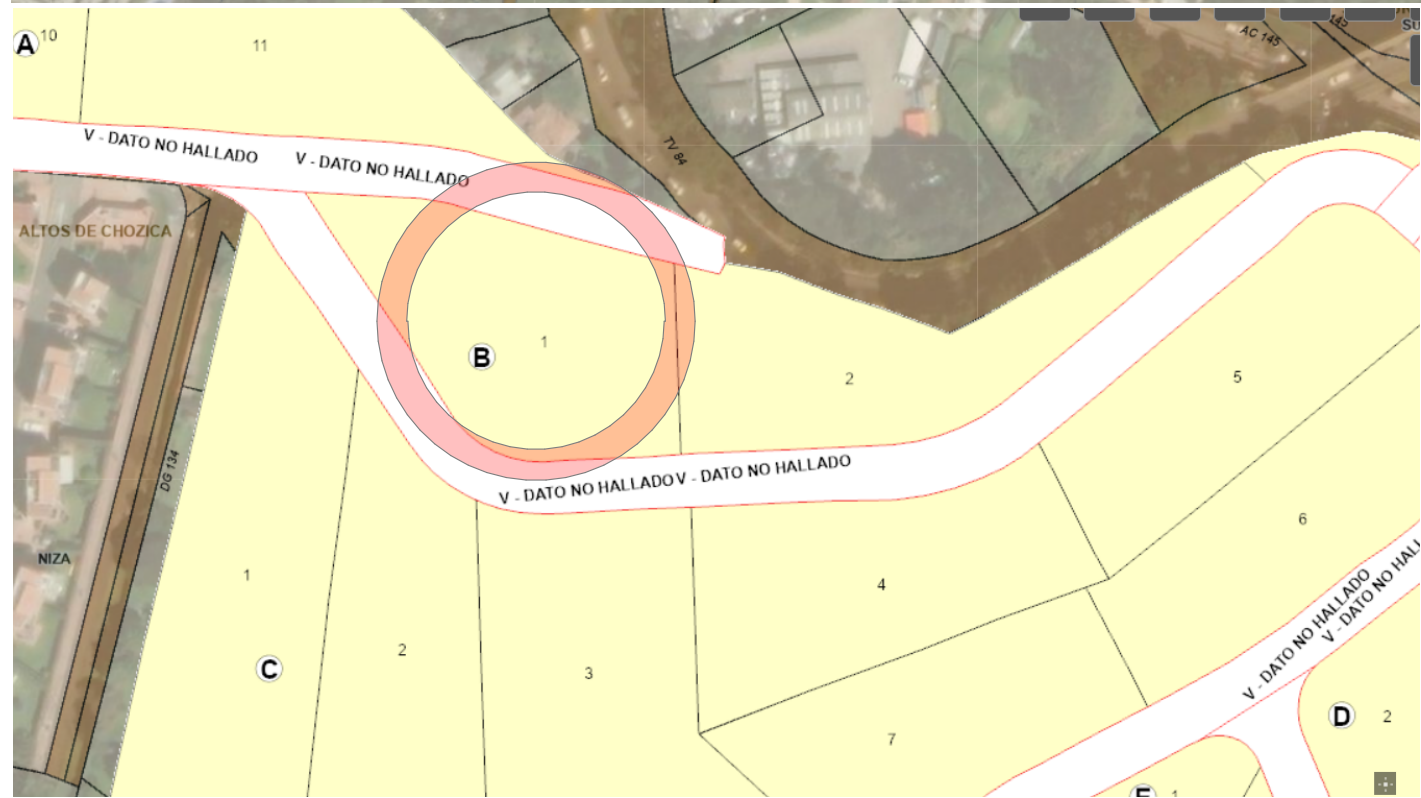 A 10
11
AC 145
V - DATO NO HALLADO
V - DATO NO HALLADO
TV 84
ALTOS DE CHOZICA
B
1
2
5
DG 134
V - DATO NO HALLADO
V - DATO NO HALLADO
NIZA
1
4
6
C
2
3
V - DATO NO HALLADO
V - DATO NO HALL
7
D
2
E
1